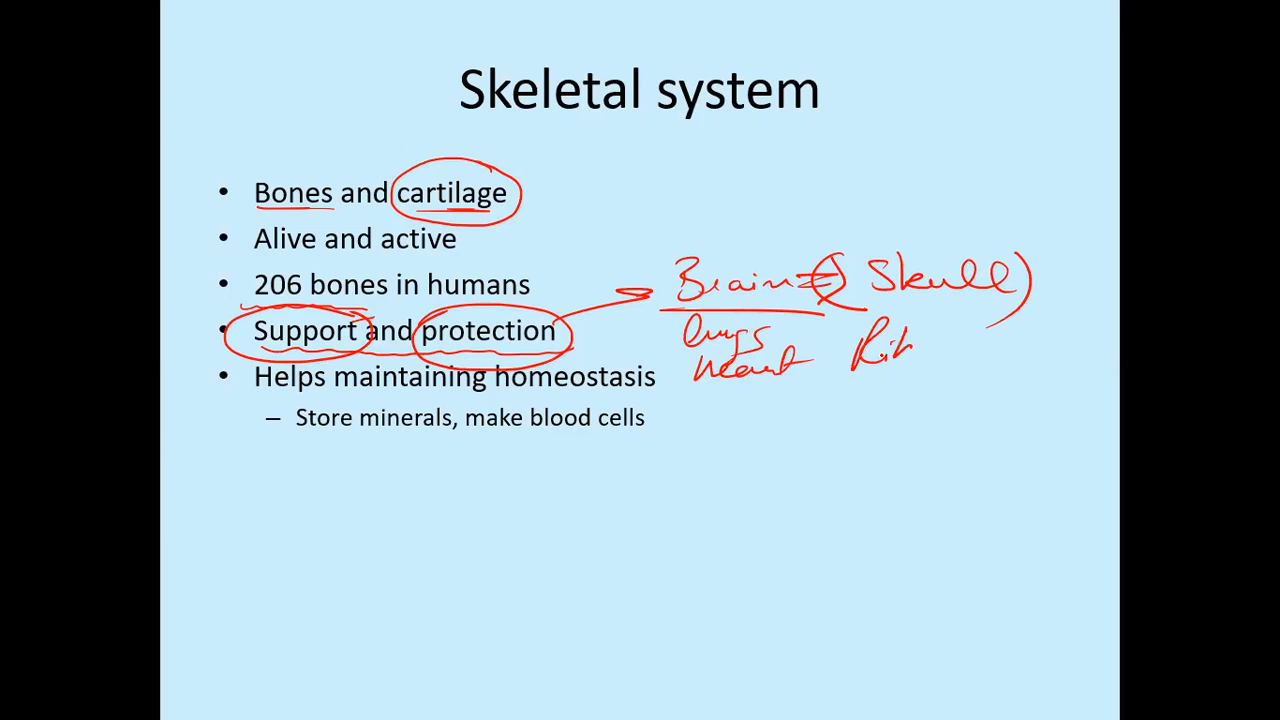 Skeletal system
• Bones and cartilage
• Alive and active
• 206 bones in humans
• Support and protection
• Helps maintaining homeostasis
– Store minerals, make blood cells
Brain Skull
Lungs
Heart Rib